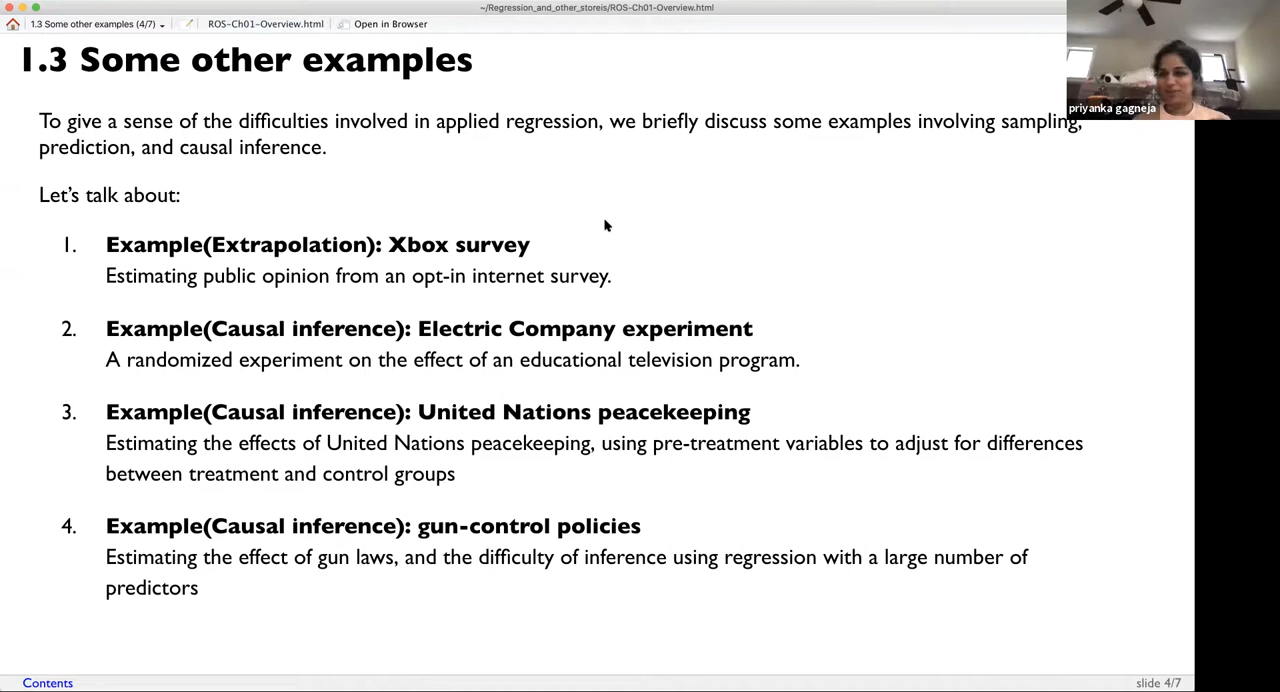 ~/Regression_and_other_storeis/ROS-Ch01-Overview.html
1.3 Some other examples (4/7)
ROS-Ch01-Overview.html
Open in Browser
1.3 Some other examples
priyanka gagneja
To give a sense of the difficulties involved in applied regression, we briefly discuss some examples involving sampling,
prediction, and causal inference.
Let’s talk about:
1. Example(Extrapolation): Xbox survey
Estimating public opinion from an opt-in internet survey.
2. Example(Causal inference): Electric Company experiment
A randomized experiment on the effect of an educational television program.
3. Example(Causal inference): United Nations peacekeeping
Estimating the effects of United Nations peacekeeping, using pre-treatment variables to adjust for differences
between treatment and control groups
4. Example(Causal inference): gun-control policies
Estimating the effect of gun laws, and the difficulty of inference using regression with a large number of
predictors
Contents
slide 4/7